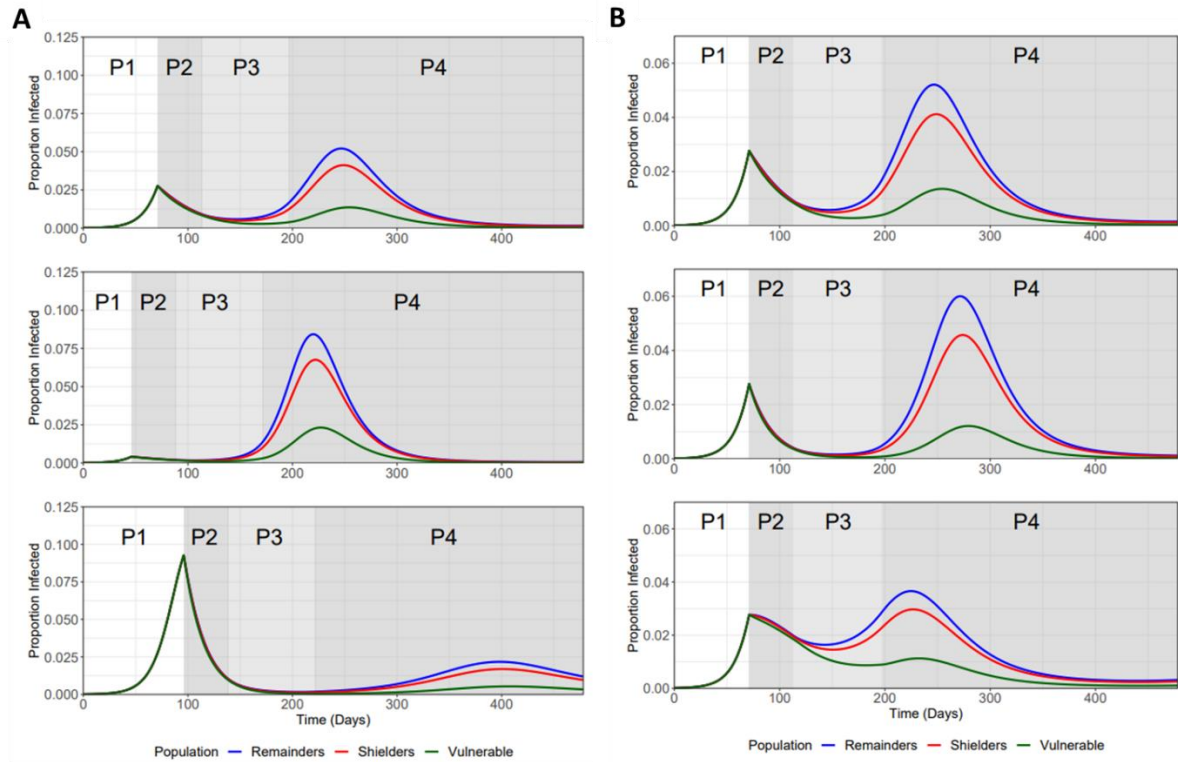 A
Proportion Infected
0.125
0.100
0.075
0.050
0.025
0.000
P1 P2 P3 P4
0 100 200 300 400
Proportion Infected
0.125
0.100
0.075
0.050
0.025
0.000
P1 P2 P3 P4
0 100 200 300 400
Proportion Infected
0.125
0.100
0.075
0.050
0.025
0.000
P1 P2 P3 P4
0 100 200 300 400
Time (Days)
Population Remainders Shielders Vulnerable
B
Proportion Infected
0.06
0.04
0.02
0.00
P1 P2 P3 P4
0 100 200 300 400
Proportion Infected
0.06
0.04
0.02
0.00
P1 P2 P3 P4
0 100 200 300 400
Proportion Infected
0.06
0.04
0.02
0.00
P1 P2 P3 P4
0 100 200 300 400
Time (Days)
Population Remainders Shielders Vulnerable